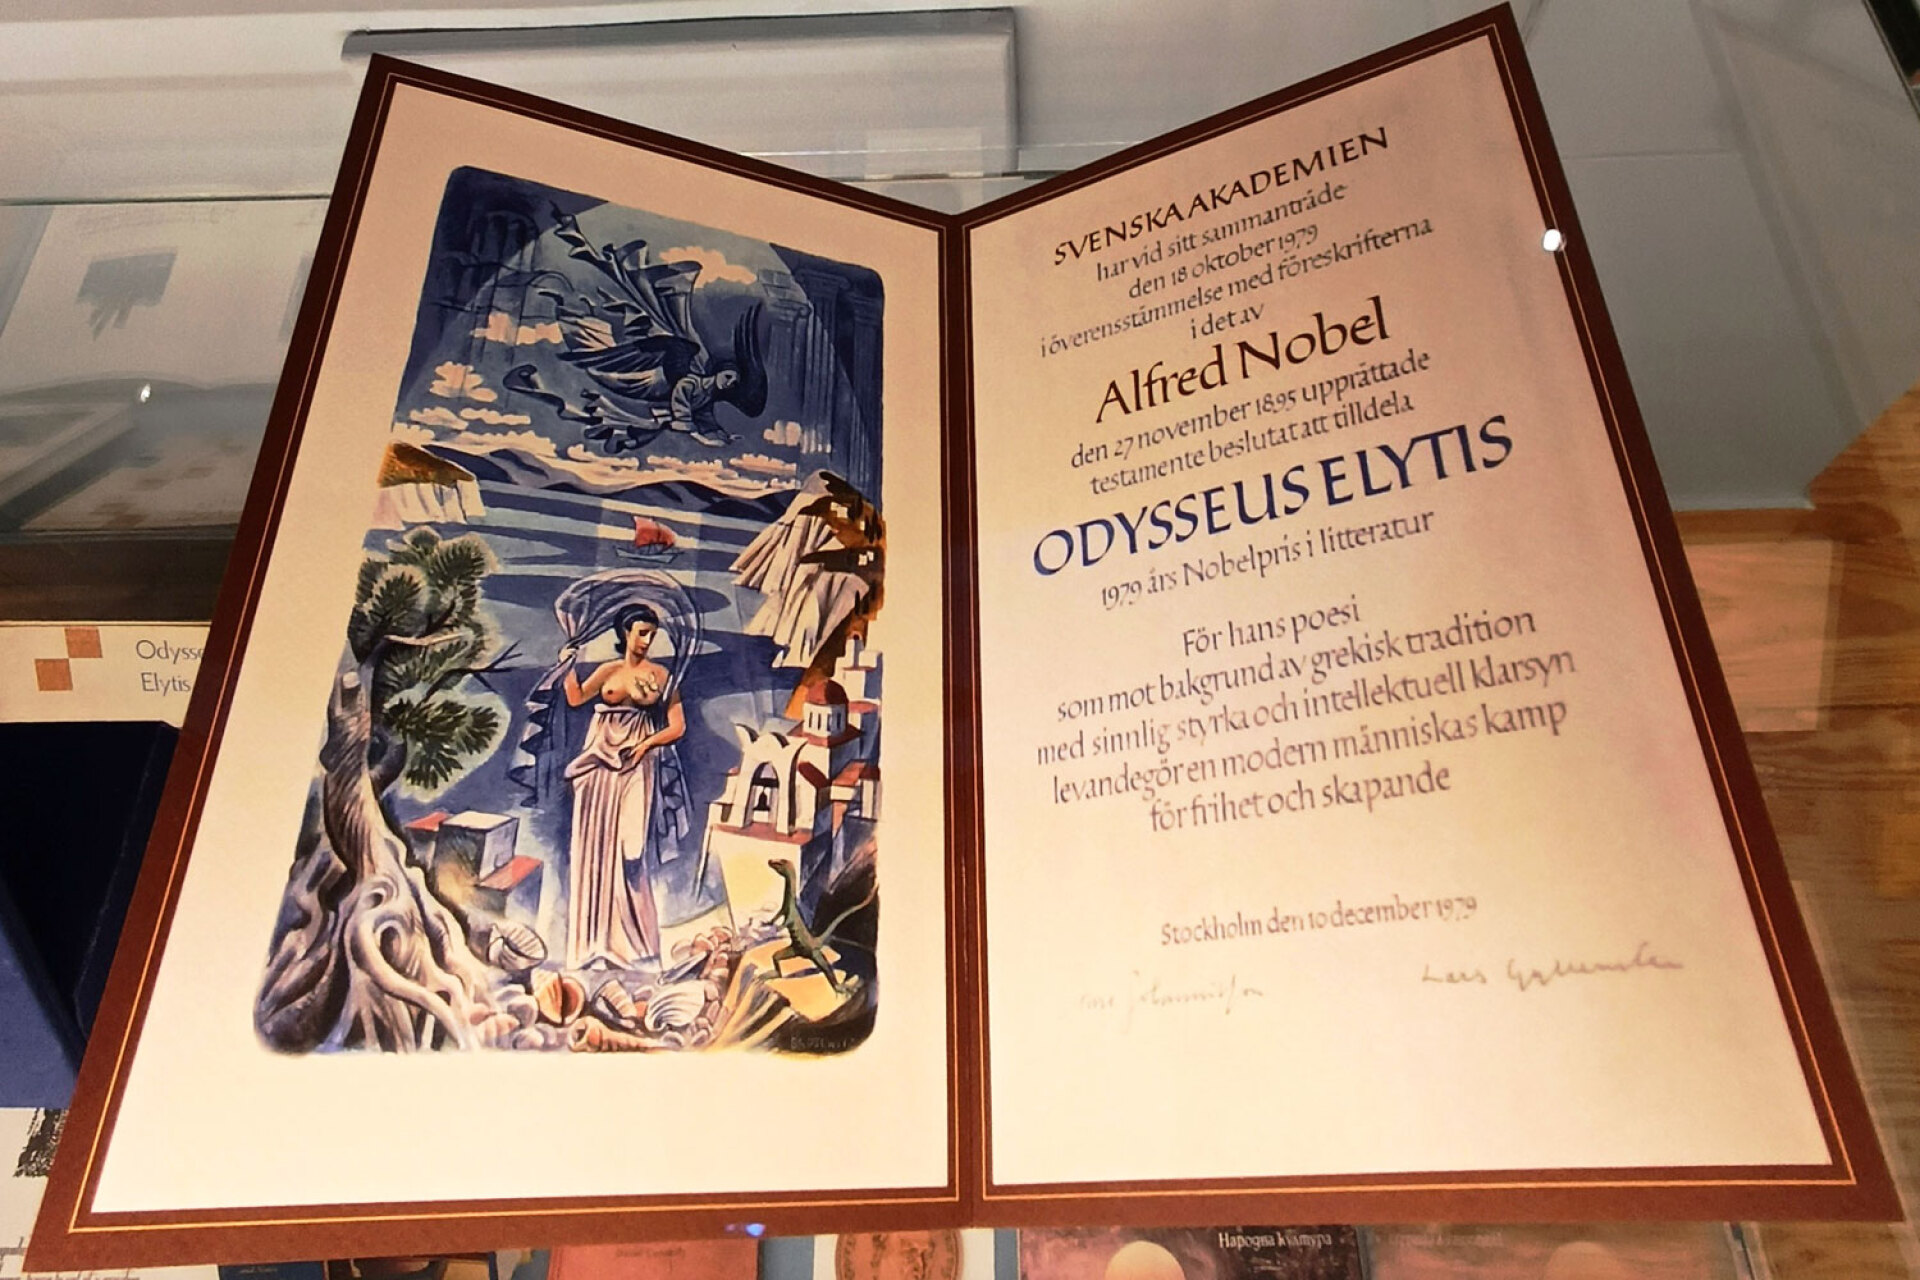 SVENSKA AKADEMIEN
har vid sitt sammanträde
den 18 oktober 1979
i överensstämmelse med föreskrifterna
i det av
Alfred Nobel
den 27 november 1895 upprättade
testamente beslutat att tilldela
ODYSSEUS ELYTIS
1979 års Nobelpris i litteratur
För hans poesi
som mot bakgrund av grekisk tradition
med sinnlig styrka och intellektuell klarsyn
levandegör en modern människas kamp
för frihet och skapande
Stockholm den 10 december 1979
Lars Gyllensten
Elytis
Народна култура